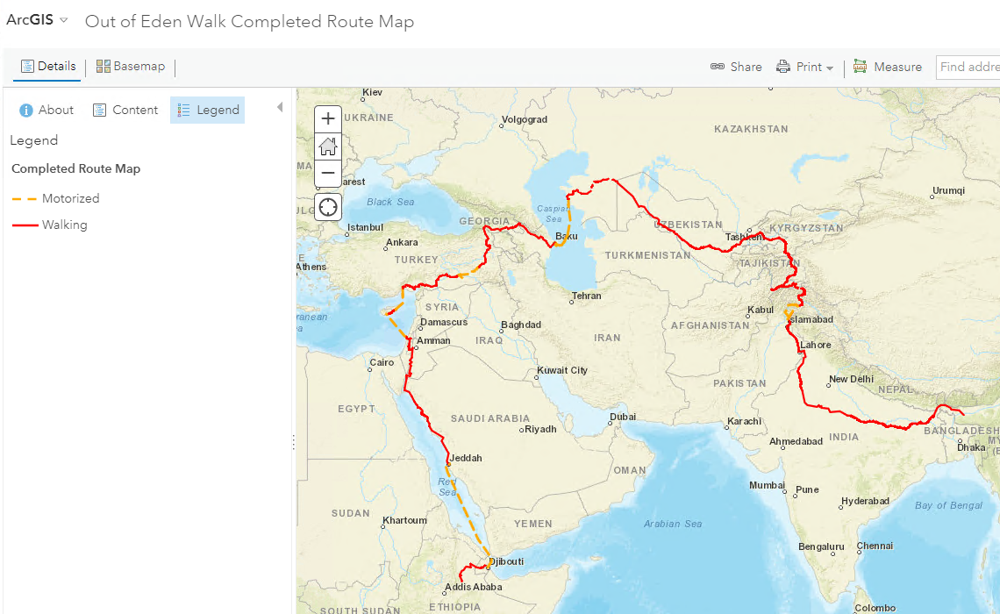 ArcGIS Out of Eden Walk Completed Route Map
Details Basemap Share Print Measure Find addre
About Content Legend
Legend
Completed Route Map
Motorized
Walking
Kiev
UKRAINE
Volgograd
KAZAKHSTAN
MA
arest
Urumqi
Black Sea
ULG
Caspian
Sea
GEORGIA
UZBEKISTAN
KYRGYZSTAN
Istanbul
Baku
Tashkent
Ankara
TURKEY
TURKMENISTAN
TAJIKISTAN
E
Athens
Tehran
SYRIA
Kabul
Islamabad
ranean
ea
Damascus
Baghdad
AFGHANISTAN
Amman
IRAQ
IRAN
Lahore
Cairo
Kuwait City
PAKISTAN
New Delhi
NEPAL
EGYPT
SAUDI ARABIA
Riyadh
Dubai
Karachi
BANGLADESH
Ahmedabad
INDIA
MY
(E
Dhaka
Jeddah
OMAN
Red
Sea
Mumbai
Pune
Hyderabad
Bay of Bengal
SUDAN
Khartoum
YEMEN
Arabian Sea
Bengaluru
Chennai
Djibouti
Addis Ababa
ETHIOPIA
SOUTH SUDAN
Colombo